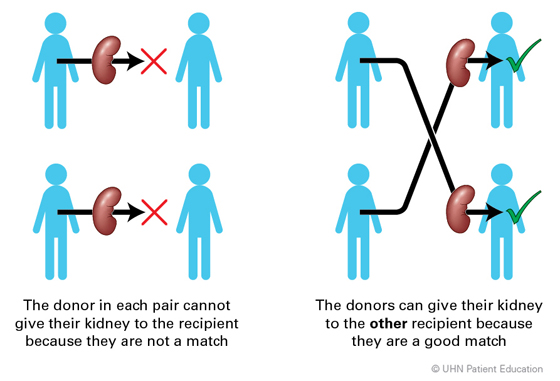 The donor in each pair cannot
give their kidney to the recipient
because they are not a match
The donors can give their kidney
to the other recipient because
they are a good match
© UHN Patient Education